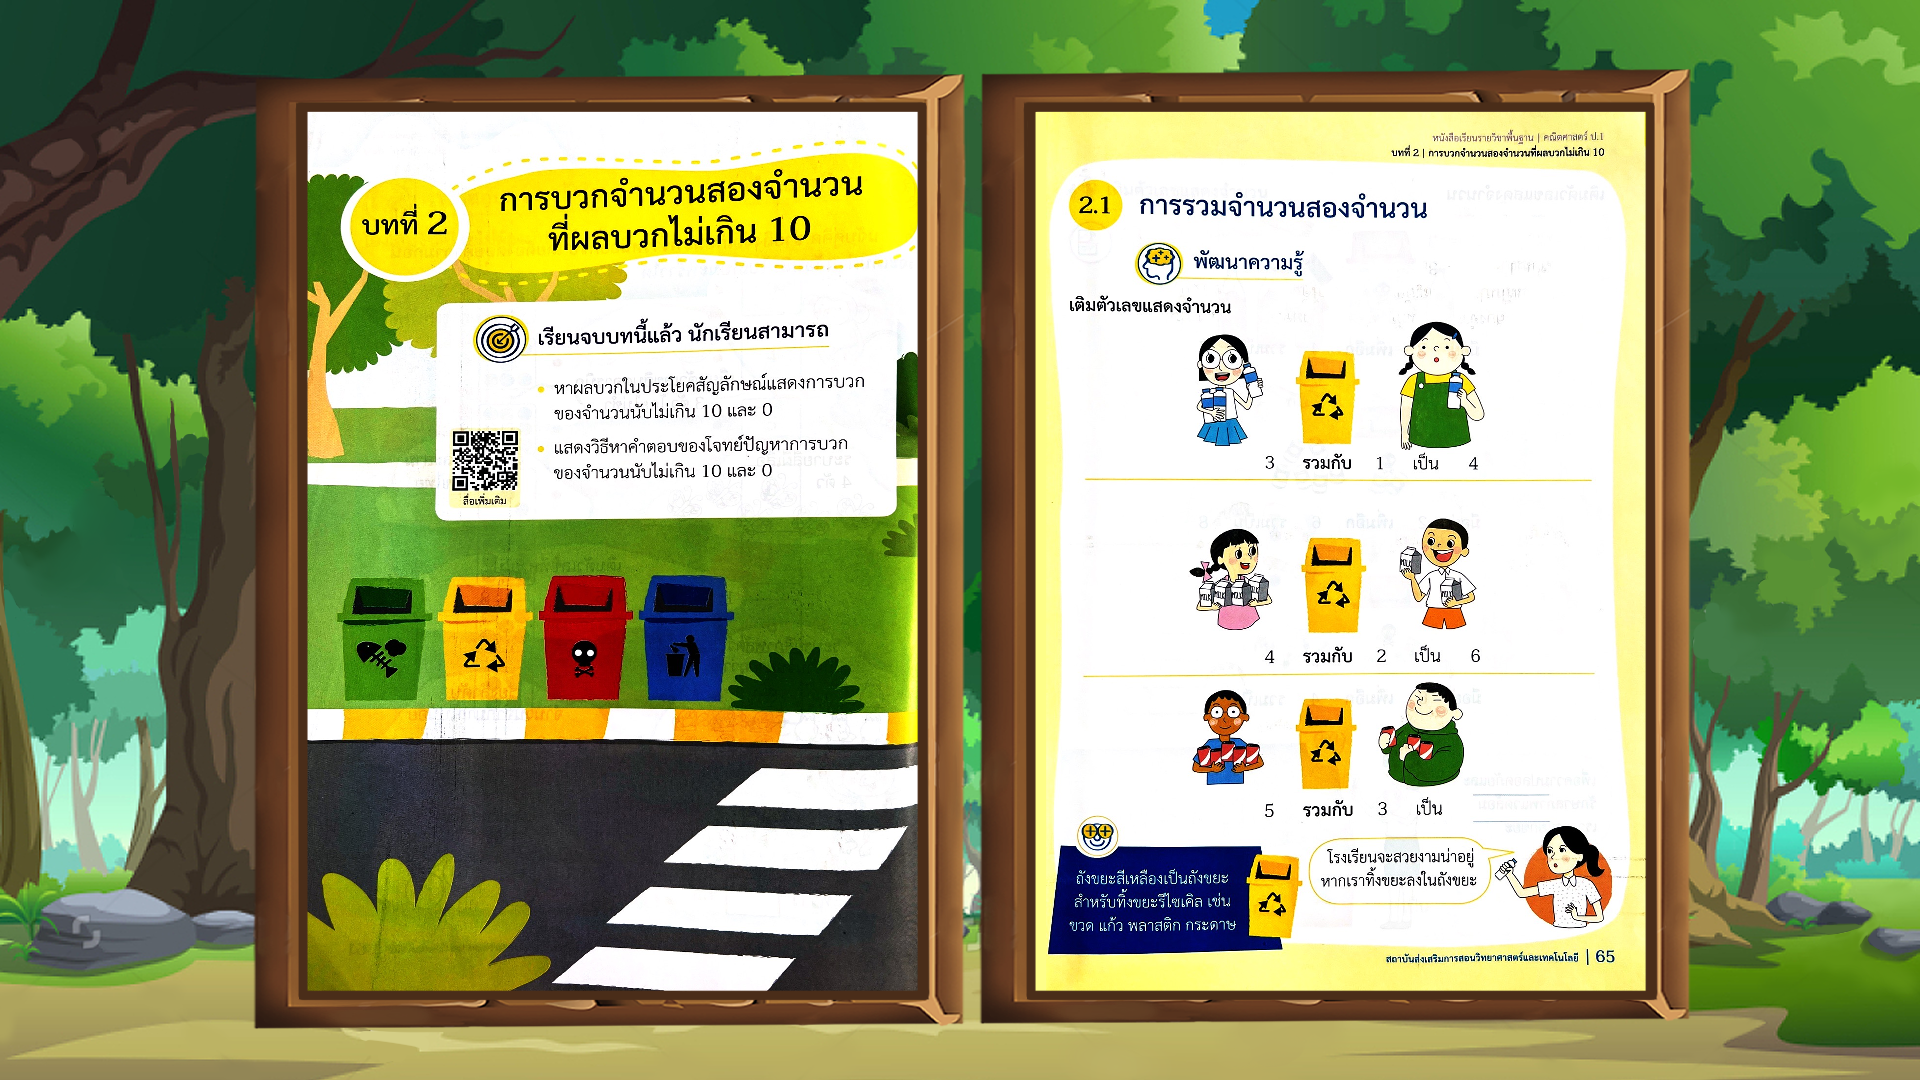 บทที่ 2
การบวกจำนวนสองจำนวน
ที่ผลบวกไม่เกิน 10
เรียนจบบทนี้แล้ว นักเรียนสามารถ
• หาผลบวกในประโยคสัญลักษณ์แสดงการบวก
ของจำนวนนับไม่เกิน 10 และ 0
• แสดงวิธีหาคำตอบของโจทย์ปัญหาการบวก
ของจำนวนนับไม่เกิน 10 และ 0
สื่อเพิ่มเติม
หนังสือเรียนรายวิชาพื้นฐาน | คณิตศาสตร์ ป.1
บทที่ 2 | การบวกจำนวนสองจำนวนที่ผลบวกไม่เกิน 10
2.1 การรวมจำนวนสองจำนวน
พัฒนาความรู้
เติมตัวเลขแสดงจำนวน
3 รวมกับ 1 เป็น 4
4 รวมกับ 2 เป็น 6
5 รวมกับ 3 เป็น
ถังขยะสีเหลืองเป็นถังขยะ
สำหรับทิ้งขยะรีไซเคิล เช่น
ขวด แก้ว พลาสติก กระดาษ
โรงเรียนจะสวยงามน่าอยู่
หากเราทิ้งขยะลงในถังขยะ
สถาบันส่งเสริมการสอนวิทยาศาสตร์และเทคโนโลยี | 65